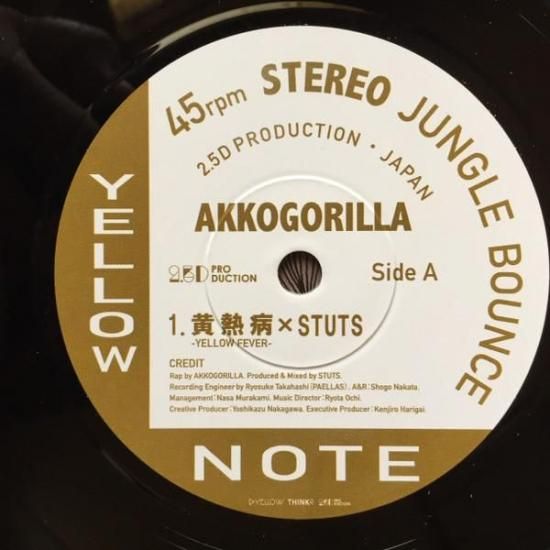 45rpm STEREO JUNGLE BOUNCE
2.5D PRODUCTION・JAPAN
YELLOW
AKKOGORILLA
2.5D PRO
DUCTION
Side A
1. 黄熱病×STUTS
-YELLOW FEVER-
CREDIT
Rap by AKKOGORILLA. Produced & Mixed by STUTS.
Recording Engineer by Ryosuke Takahashi (PAELLAS). A&R:Shogo Nakata.
Management:Nasa Murakami. Music Director:Ryota Ochi.
Creative Producer:Yoshikazu Nakagawa. Executive Producer:Kenjiro Harigai.
NOTE
YELLOW THINKR